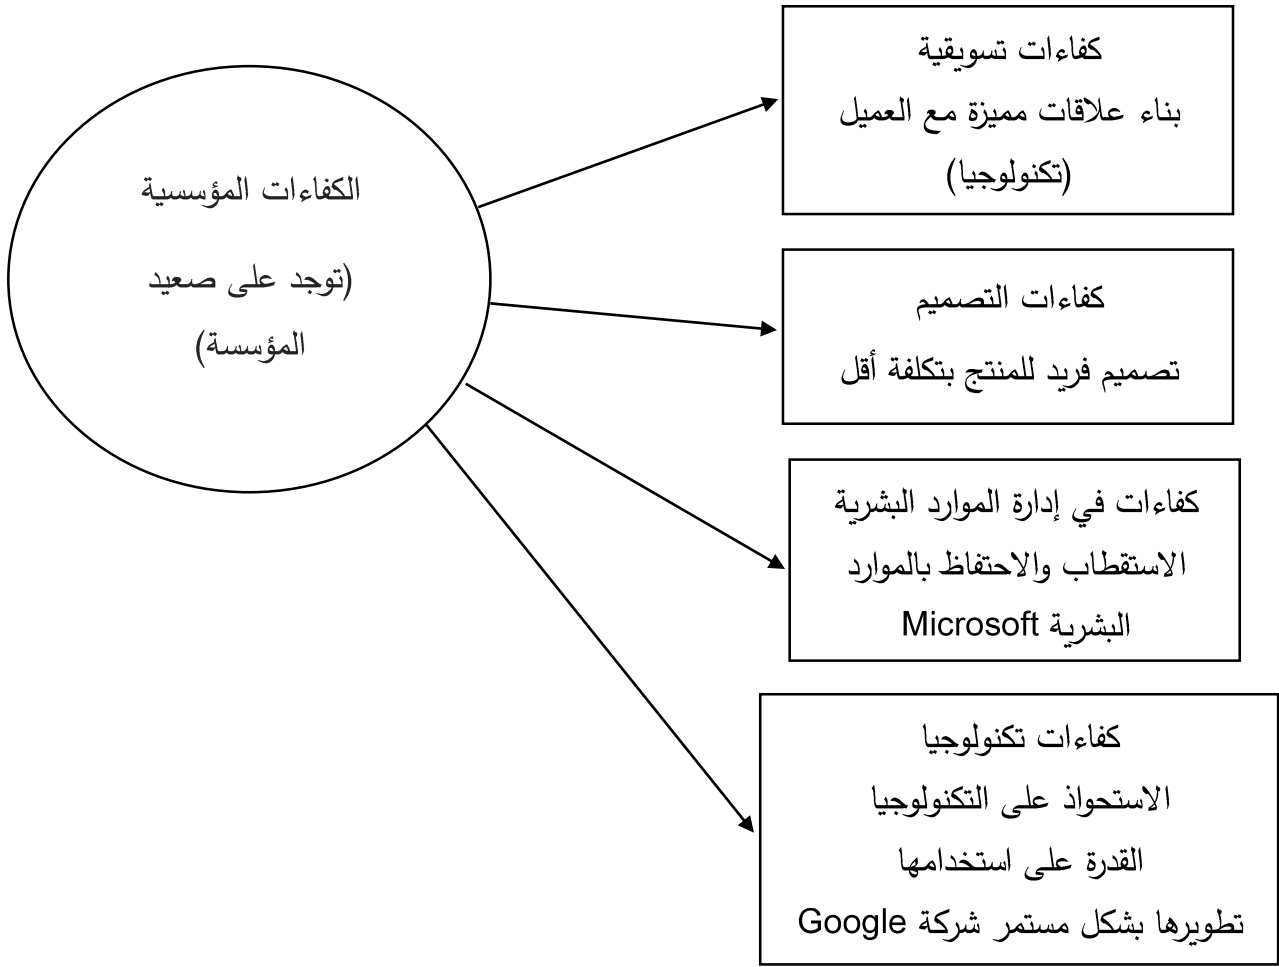 الكفاءات المؤسسية
(توجد على صعيد
المؤسسة)
كفاءات تسويقية
بناء علاقات مميزة مع العميل
(تكنولوجيا)
كفاءات التصميم
تصميم فريد للمنتج بتكلفة أقل
كفاءات في إدارة الموارد البشرية
الاستقطاب والاحتفاظ بالموارد
البشرية Microsoft
كفاءات تكنولوجيا
الاستحواذ على التكنولوجيا
القدرة على استخدامها
تطويرها بشكل مستمر شركة Google